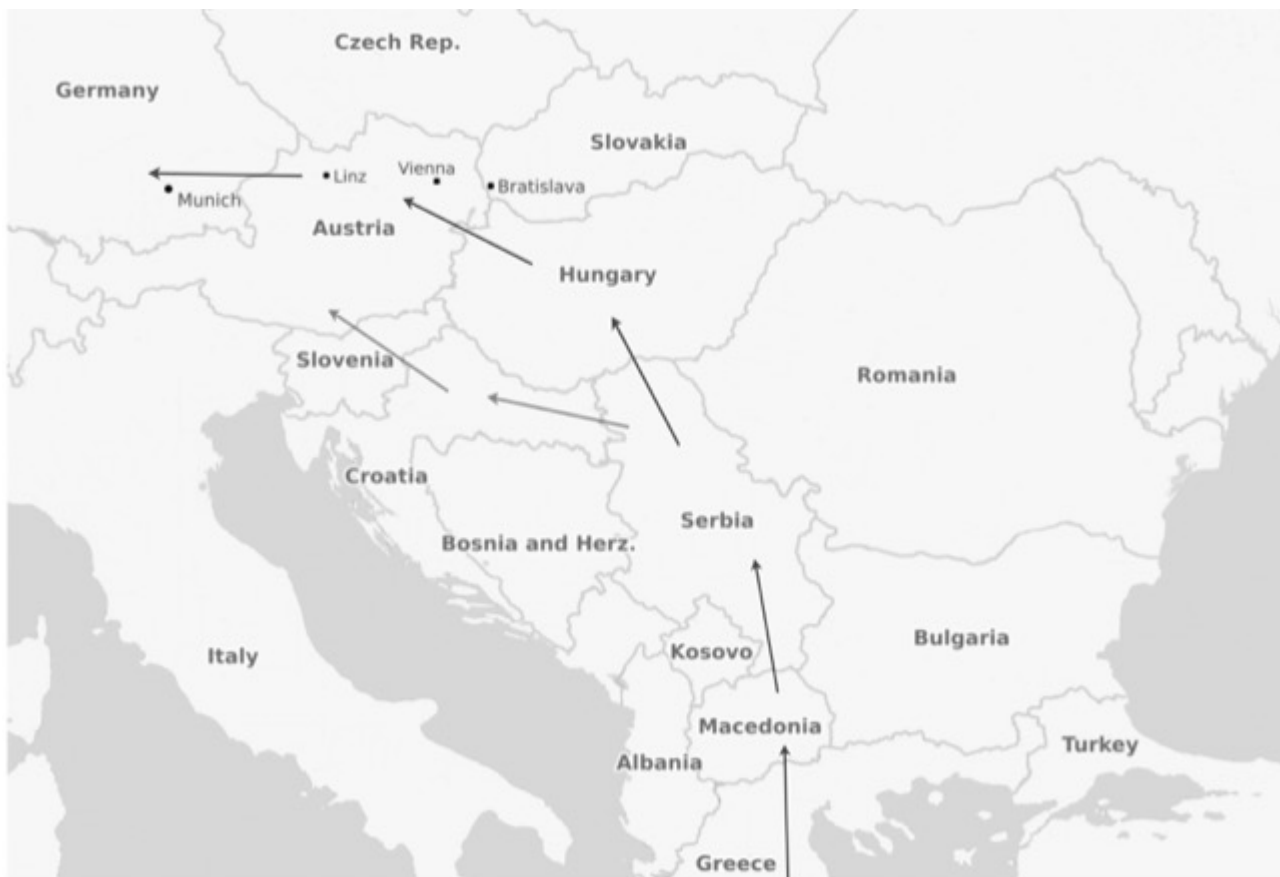 Czech Rep.
Germany
Slovakia
Vienna
Linz
Bratislava
Munich
Austria
Hungary
Slovenia
Romania
Croatia
Serbia
Bosnia and Herz.
Bulgaria
Kosovo
Italy
Macedonia
Turkey
Albania
Greece